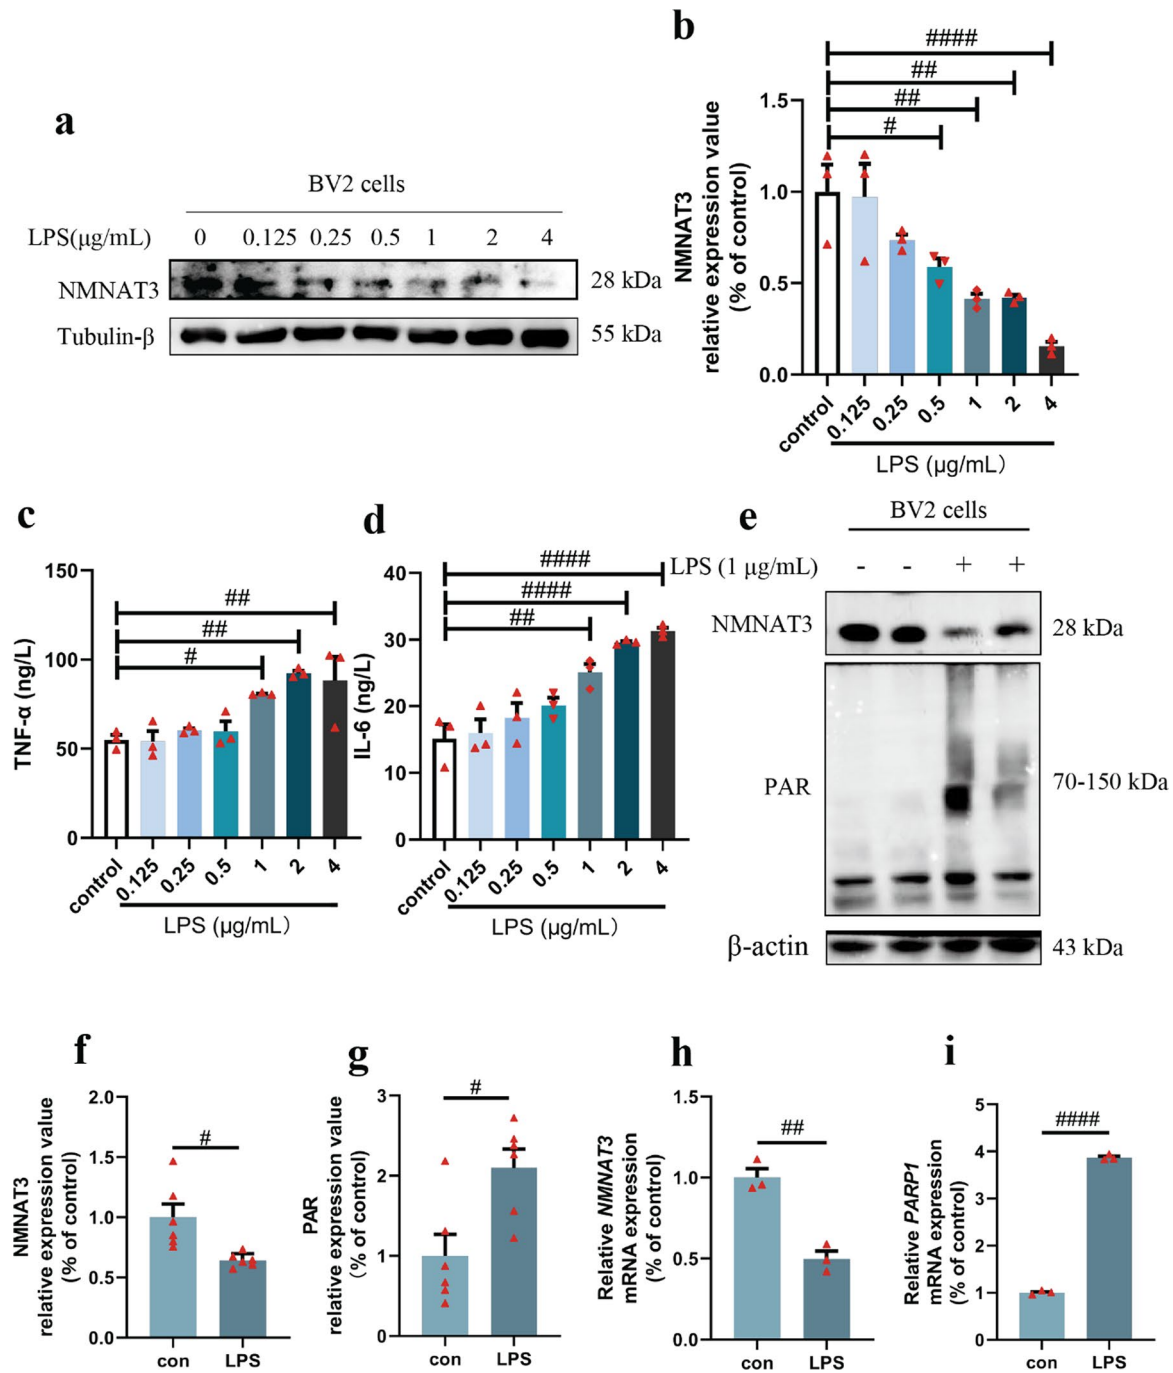 a
BV2 cells
LPS(μg/mL) 0 0.125 0.25 0.5 1 2 4
NMNAT3 28 kDa
Tubulin-β 55 kDa
b
####
##
##
#
NMNAT3
relative expression value
(% of control)
1.5
1.0
0.5
0.0
control 0.125 0.25 0.5 1 2 4
LPS (μg/mL)
c
TNF-α (ng/L)
150
100
50
0
##
##
#
control 0.125 0.25 0.5 1 2 4
LPS (μg/mL)
d
IL-6 (ng/L)
40
30
20
10
0
####
####
##
control 0.125 0.25 0.5 1 2 4
LPS (μg/mL)
e
BV2 cells
LPS (1 μg/mL) - - + +
NMNAT3 28 kDa
PAR 70-150 kDa
β-actin 43 kDa
f
NMNAT3
relative expression value
(% of control)
2.0
1.5
1.0
0.5
0.0
#
con LPS
g
PAR
relative expression value
(% of control)
3
2
1
0
#
con LPS
h
Relative NMNAT3
mRNA expression
(% of control)
1.5
1.0
0.5
0.0
##
con LPS
i
Relative PARP1
mRNA expression
(% of control)
5
4
3
2
1
0
####
con LPS